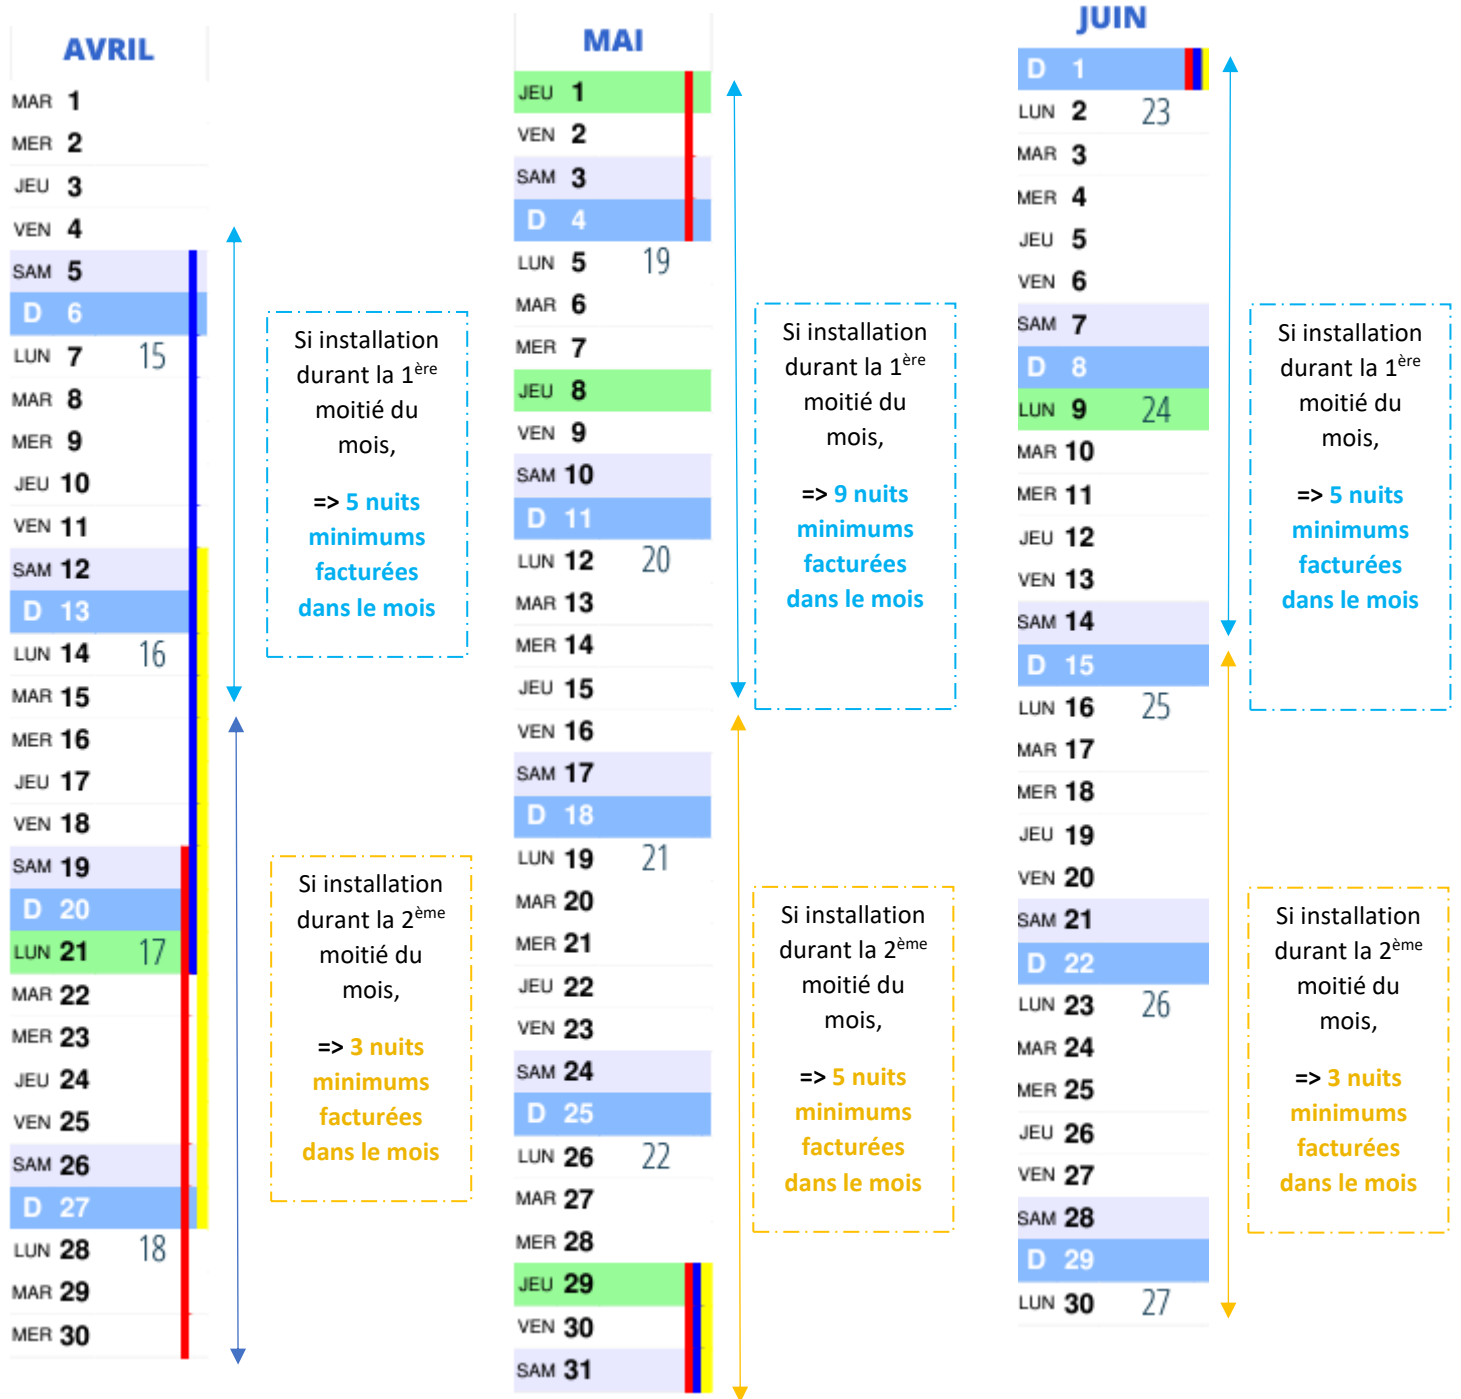 AVRIL
MAR 1
MER 2
JEU 3
VEN 4
SAM 5
D 6
LUN 7 15
MAR 8
MER 9
JEU 10
VEN 11
SAM 12
D 13
LUN 14 16
MAR 15
MER 16
JEU 17
VEN 18
SAM 19
D 20
LUN 21 17
MAR 22
MER 23
JEU 24
VEN 25
SAM 26
D 27
LUN 28 18
MAR 29
MER 30
Si installation
durant la 1ère
moitié du
mois,
=> 5 nuits
minimums
facturées
dans le mois
Si installation
durant la 2ème
moitié du
mois,
=> 3 nuits
minimums
facturées
dans le mois
MAI
JEU 1
VEN 2
SAM 3
D 4
LUN 5 19
MAR 6
MER 7
JEU 8
VEN 9
SAM 10
D 11
LUN 12 20
MAR 13
MER 14
JEU 15
VEN 16
SAM 17
D 18
LUN 19 21
MAR 20
MER 21
JEU 22
VEN 23
SAM 24
D 25
LUN 26 22
MAR 27
MER 28
JEU 29
VEN 30
SAM 31
Si installation
durant la 1ère
moitié du
mois,
=> 9 nuits
minimums
facturées
dans le mois
Si installation
durant la 2ème
moitié du
mois,
=> 5 nuits
minimums
facturées
dans le mois
JUIN
D 1
LUN 2 23
MAR 3
MER 4
JEU 5
VEN 6
SAM 7
D 8
LUN 9 24
MAR 10
MER 11
JEU 12
VEN 13
SAM 14
D 15
LUN 16 25
MAR 17
MER 18
JEU 19
VEN 20
SAM 21
D 22
LUN 23 26
MAR 24
MER 25
JEU 26
VEN 27
SAM 28
D 29
LUN 30 27
Si installation
durant la 1ère
moitié du
mois,
=> 5 nuits
minimums
facturées
dans le mois
Si installation
durant la 2ème
moitié du
mois,
=> 3 nuits
minimums
facturées
dans le mois